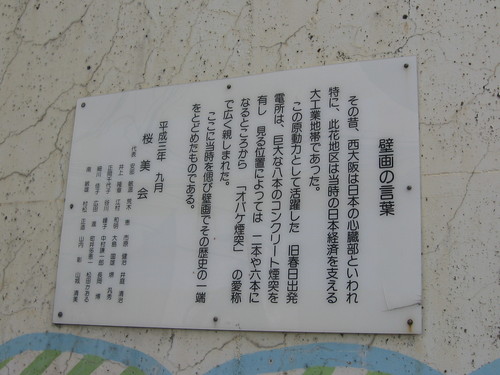 壁画の言葉
その昔、西大阪は日本の心臓部といわれ
特に、此花地区は当時の日本経済を支える
大工業地帯であった。
この原動力として活躍した 旧春日出発
電所は、巨大な八本のコンクリート煙突を
有し 見る位置によっては 二本や六本に
なるところから 「オバケ煙突」 の愛称
で広く親しまれた。
ここに当時を偲び壁画でその歴史の一端
をとどめたものである。
平成三年 九月
桜美会
代表